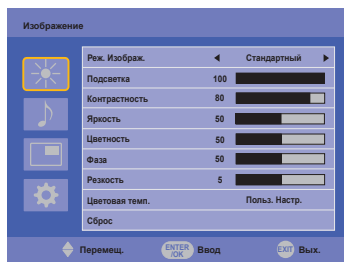 Изображение
Реж. Изображ. Стандартный
Подсветка 100
Контрастность 80
Яркость 50
Цветность 50
Фаза 50
Резкость 5
Цветовая темп. Польз. Настр.
Сброс
Перемещ. ENTER /OK Ввод EXIT Вых.